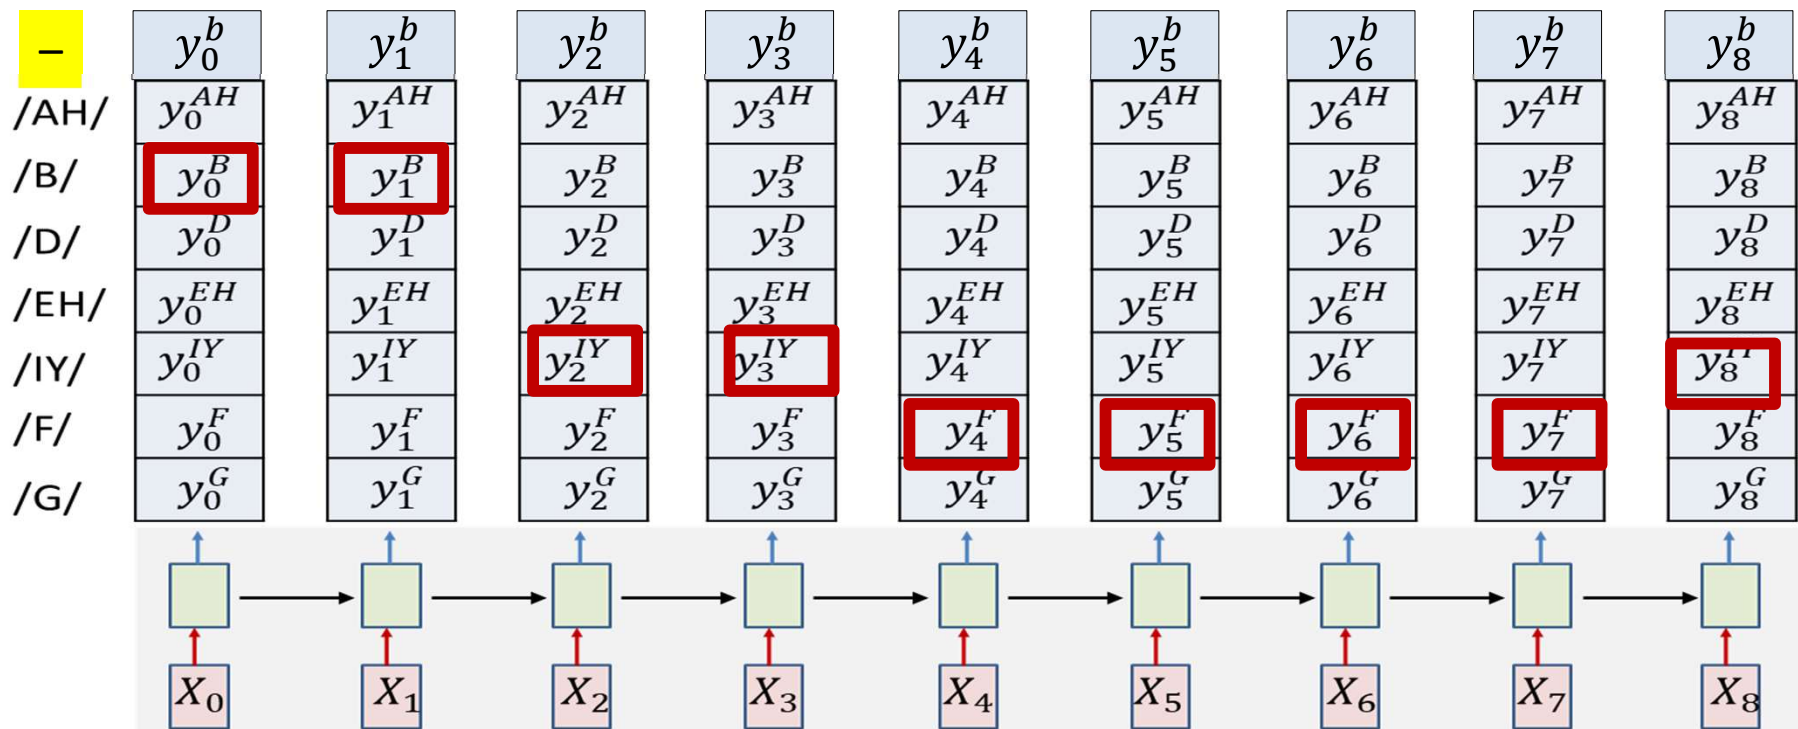 – y_0^b y_1^b y_2^b y_3^b y_4^b y_5^b y_6^b y_7^b y_8^b
/AH/ y_0^{AH} y_1^{AH} y_2^{AH} y_3^{AH} y_4^{AH} y_5^{AH} y_6^{AH} y_7^{AH} y_8^{AH}
/B/ y_0^B y_1^B y_2^B y_3^B y_4^B y_5^B y_6^B y_7^B y_8^B
/D/ y_0^D y_1^D y_2^D y_3^D y_4^D y_5^D y_6^D y_7^D y_8^D
/EH/ y_0^{EH} y_1^{EH} y_2^{EH} y_3^{EH} y_4^{EH} y_5^{EH} y_6^{EH} y_7^{EH} y_8^{EH}
/IY/ y_0^{IY} y_1^{IY} y_2^{IY} y_3^{IY} y_4^{IY} y_5^{IY} y_6^{IY} y_7^{IY} y_8^{IY}
/F/ y_0^F y_1^F y_2^F y_3^F y_4^F y_5^F y_6^F y_7^F y_8^F
/G/ y_0^G y_1^G y_2^G y_3^G y_4^G y_5^G y_6^G y_7^G y_8^G
X_0 X_1 X_2 X_3 X_4 X_5 X_6 X_7 X_8